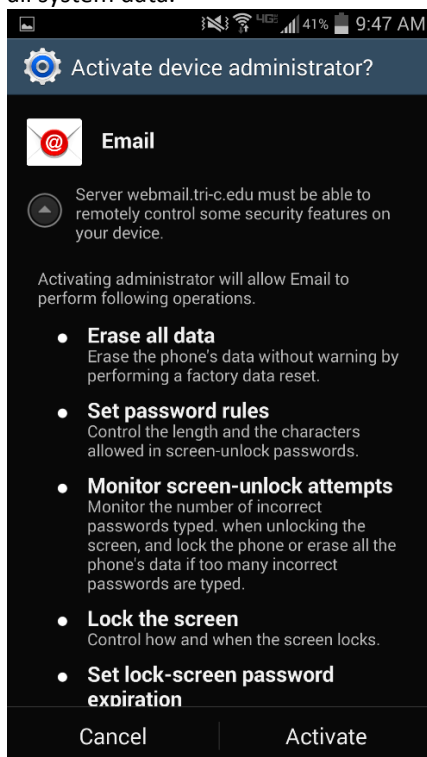 all system data.
4GE 41% 9:47 AM
Activate device administrator?
@ Email
Server webmail.tri-c.edu must be able to
remotely control some security features on
your device.
Activating administrator will allow Email to
perform following operations.
• Erase all data
Erase the phone's data without warning by
performing a factory data reset.
• Set password rules
Control the length and the characters
allowed in screen-unlock passwords.
• Monitor screen-unlock attempts
Monitor the number of incorrect
passwords typed. when unlocking the
screen, and lock the phone or erase all the
phone's data if too many incorrect
passwords are typed.
• Lock the screen
Control how and when the screen locks.
• Set lock-screen password
expiration
Cancel Activate